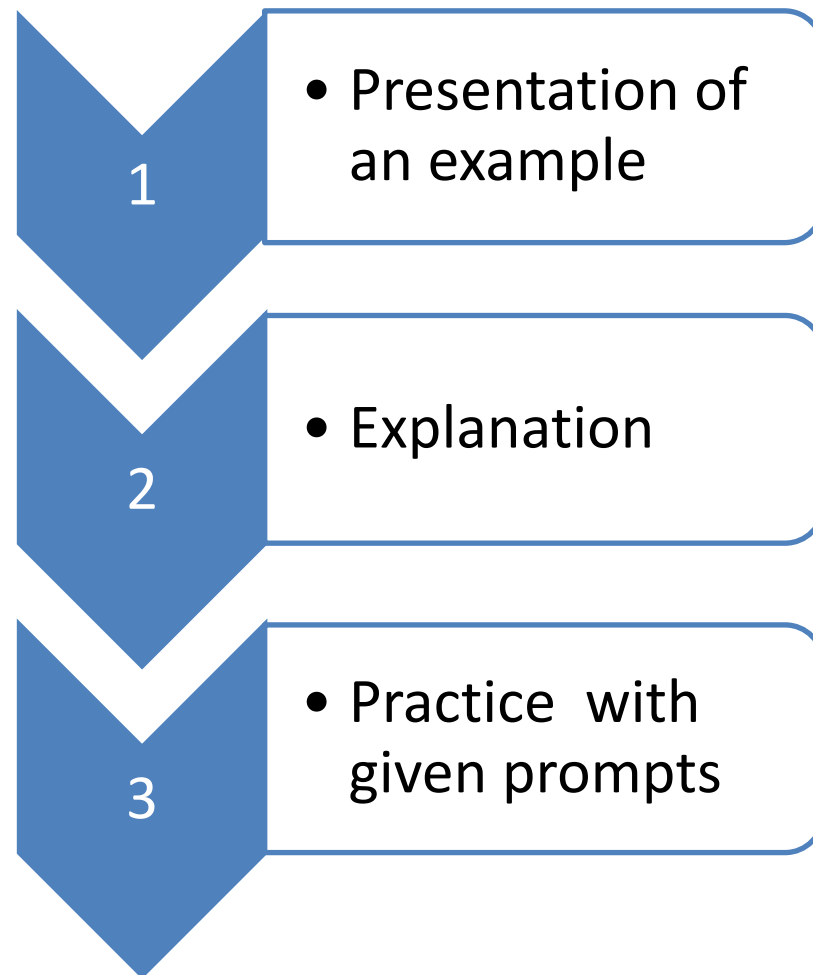 1
• Presentation of
an example
2
• Explanation
3
• Practice  with
given prompts